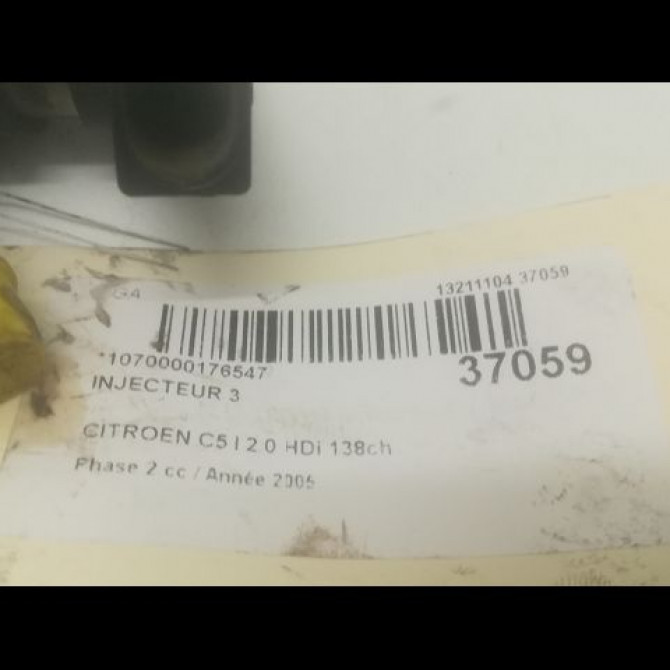 G4
13211104 37059
*1070000176547
37059
INJECTEUR 3
CITROEN C5 I 2 0 HDi 138ch
Phase 2 cc / Année 2005